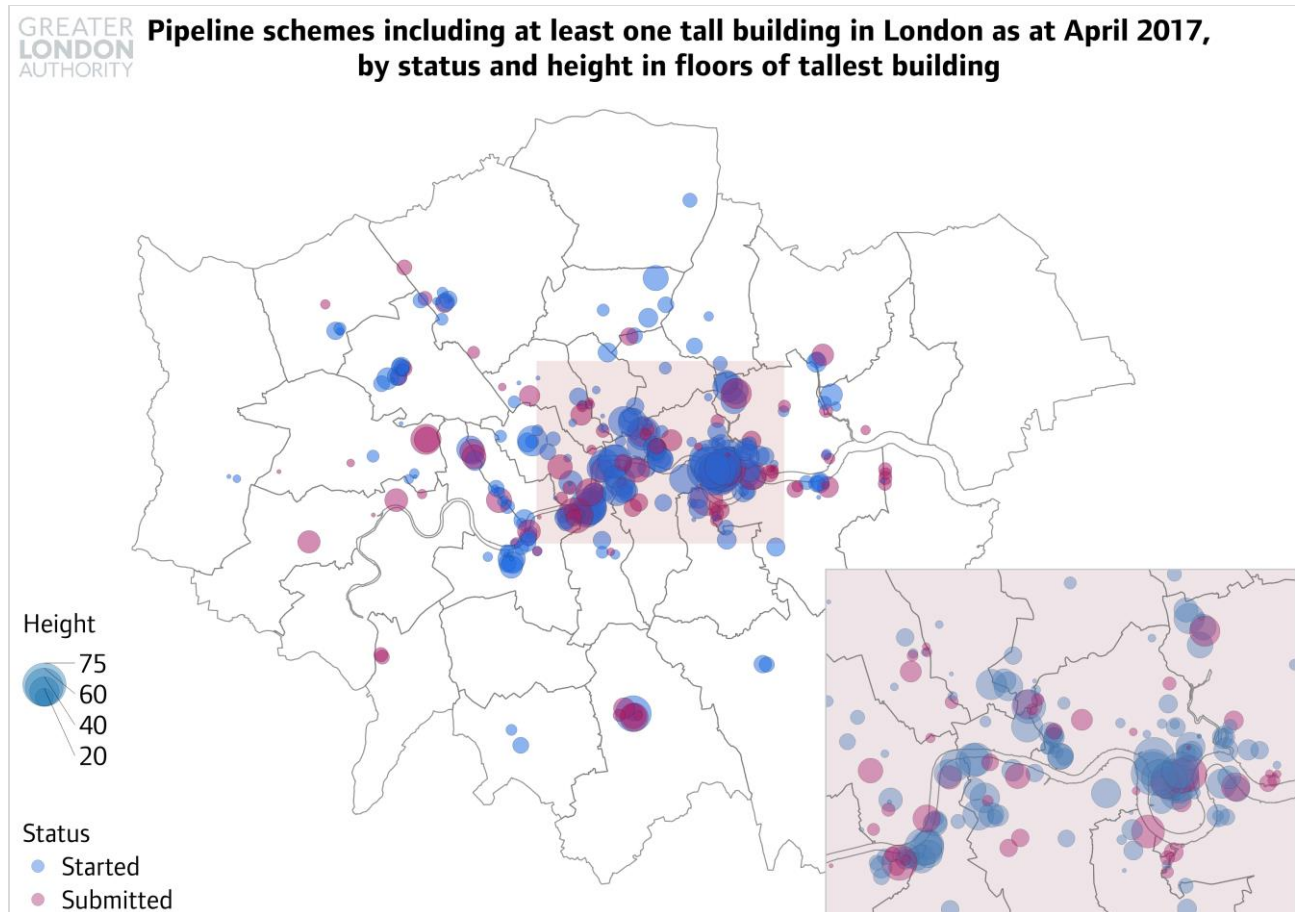 GREATER
LONDON
AUTHORITY
Pipeline schemes including at least one tall building in London as at April 2017,
by status and height in floors of tallest building
Height
75
60
40
20
Status
Started
Submitted